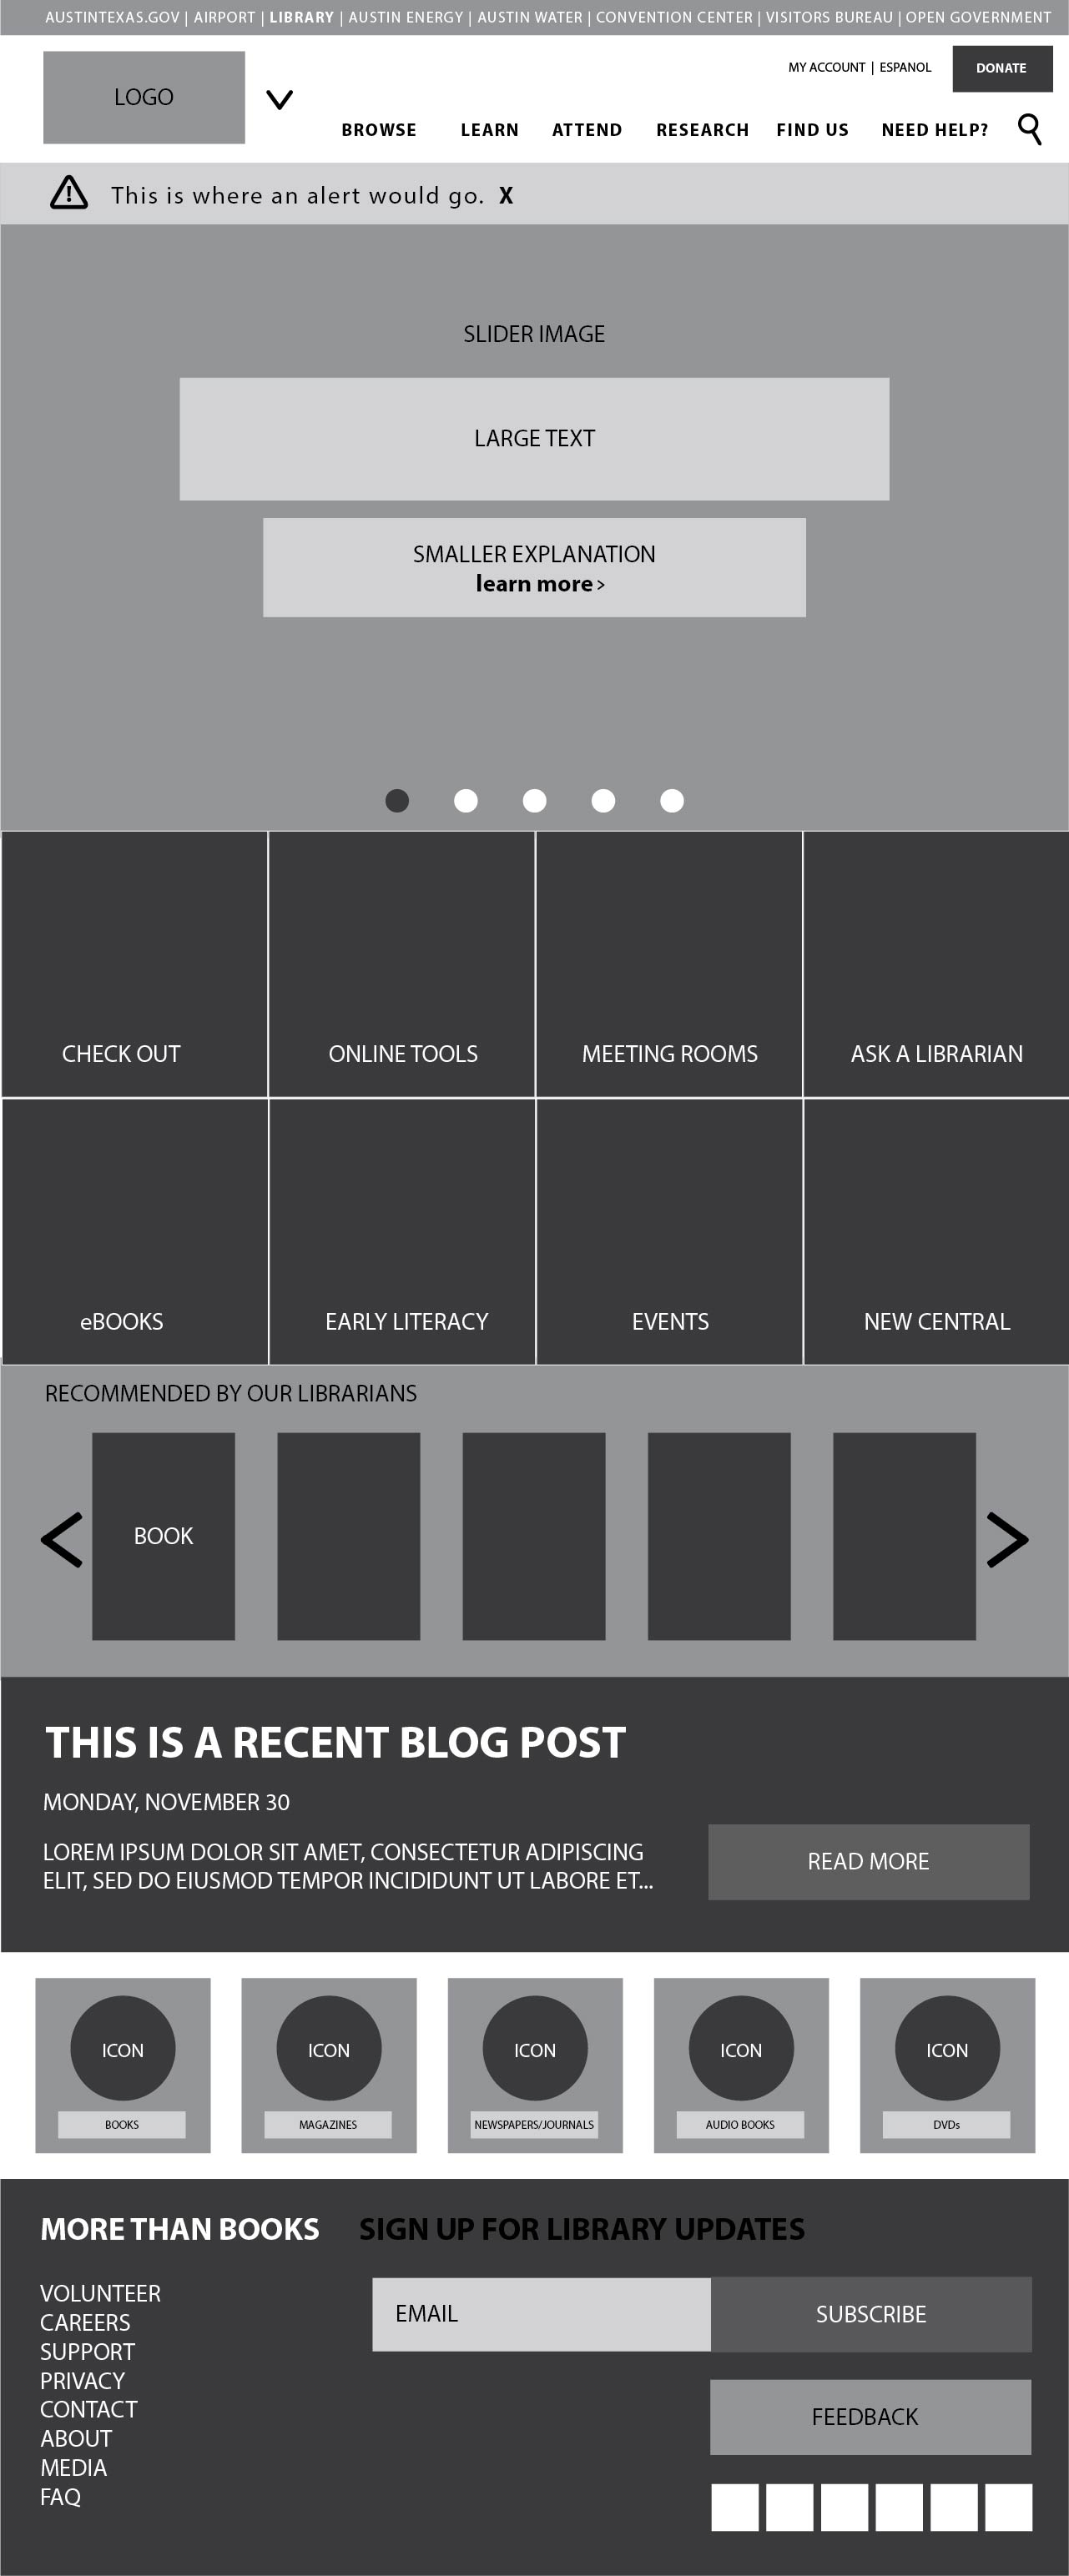 AUSTINTEXAS.GOV | AIRPORT | LIBRARY | AUSTIN ENERGY | AUSTIN WATER | CONVENTION CENTER | VISITORS BUREAU | OPEN GOVERNMENT
MY ACCOUNT | ESPANOL
DONATE
LOGO
BROWSE LEARN ATTEND RESEARCH FIND US NEED HELP?
This is where an alert would go. X
SLIDER IMAGE
LARGE TEXT
SMALLER EXPLANATION
learn more >
CHECK OUT
ONLINE TOOLS
MEETING ROOMS
ASK A LIBRARIAN
eBOOKS
EARLY LITERACY
EVENTS
NEW CENTRAL
RECOMMENDED BY OUR LIBRARIANS
BOOK
THIS IS A RECENT BLOG POST
MONDAY, NOVEMBER 30
LOREM IPSUM DOLOR SIT AMET, CONSECTETUR ADIPISCING
ELIT, SED DO EIUSMOD TEMPOR INCIDIDUNT UT LABORE ET...
READ MORE
ICON
BOOKS
ICON
MAGAZINES
ICON
NEWSPAPERS/JOURNALS
ICON
AUDIO BOOKS
ICON
DVDs
MORE THAN BOOKS
VOLUNTEER
CAREERS
SUPPORT
PRIVACY
CONTACT
ABOUT
MEDIA
FAQ
SIGN UP FOR LIBRARY UPDATES
EMAIL
SUBSCRIBE
FEEDBACK